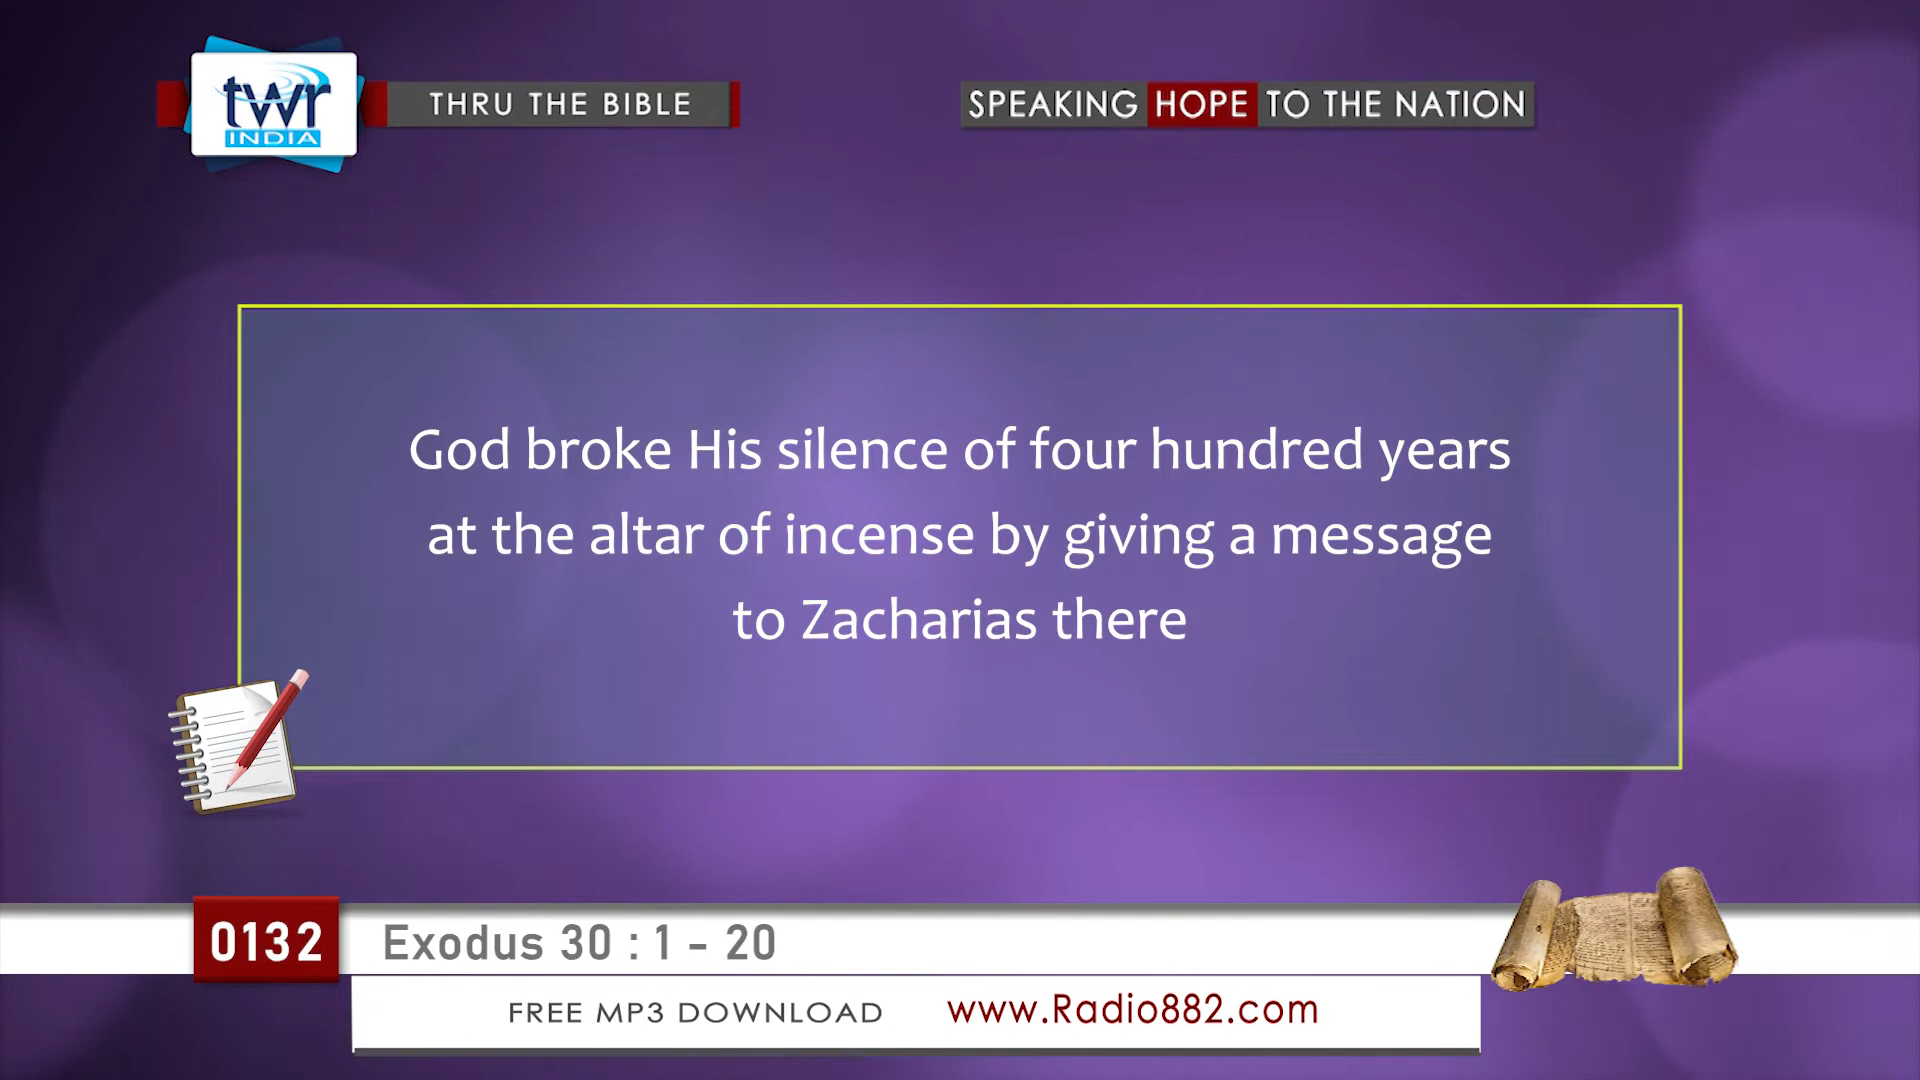 twr
INDIA
THRU THE BIBLE
SPEAKING HOPE TO THE NATION
God broke His silence of four hundred years
at the altar of incense by giving a message
to Zacharias there
0132
Exodus 30 : 1 - 20
FREE MP3 DOWNLOAD www.Radio882.com